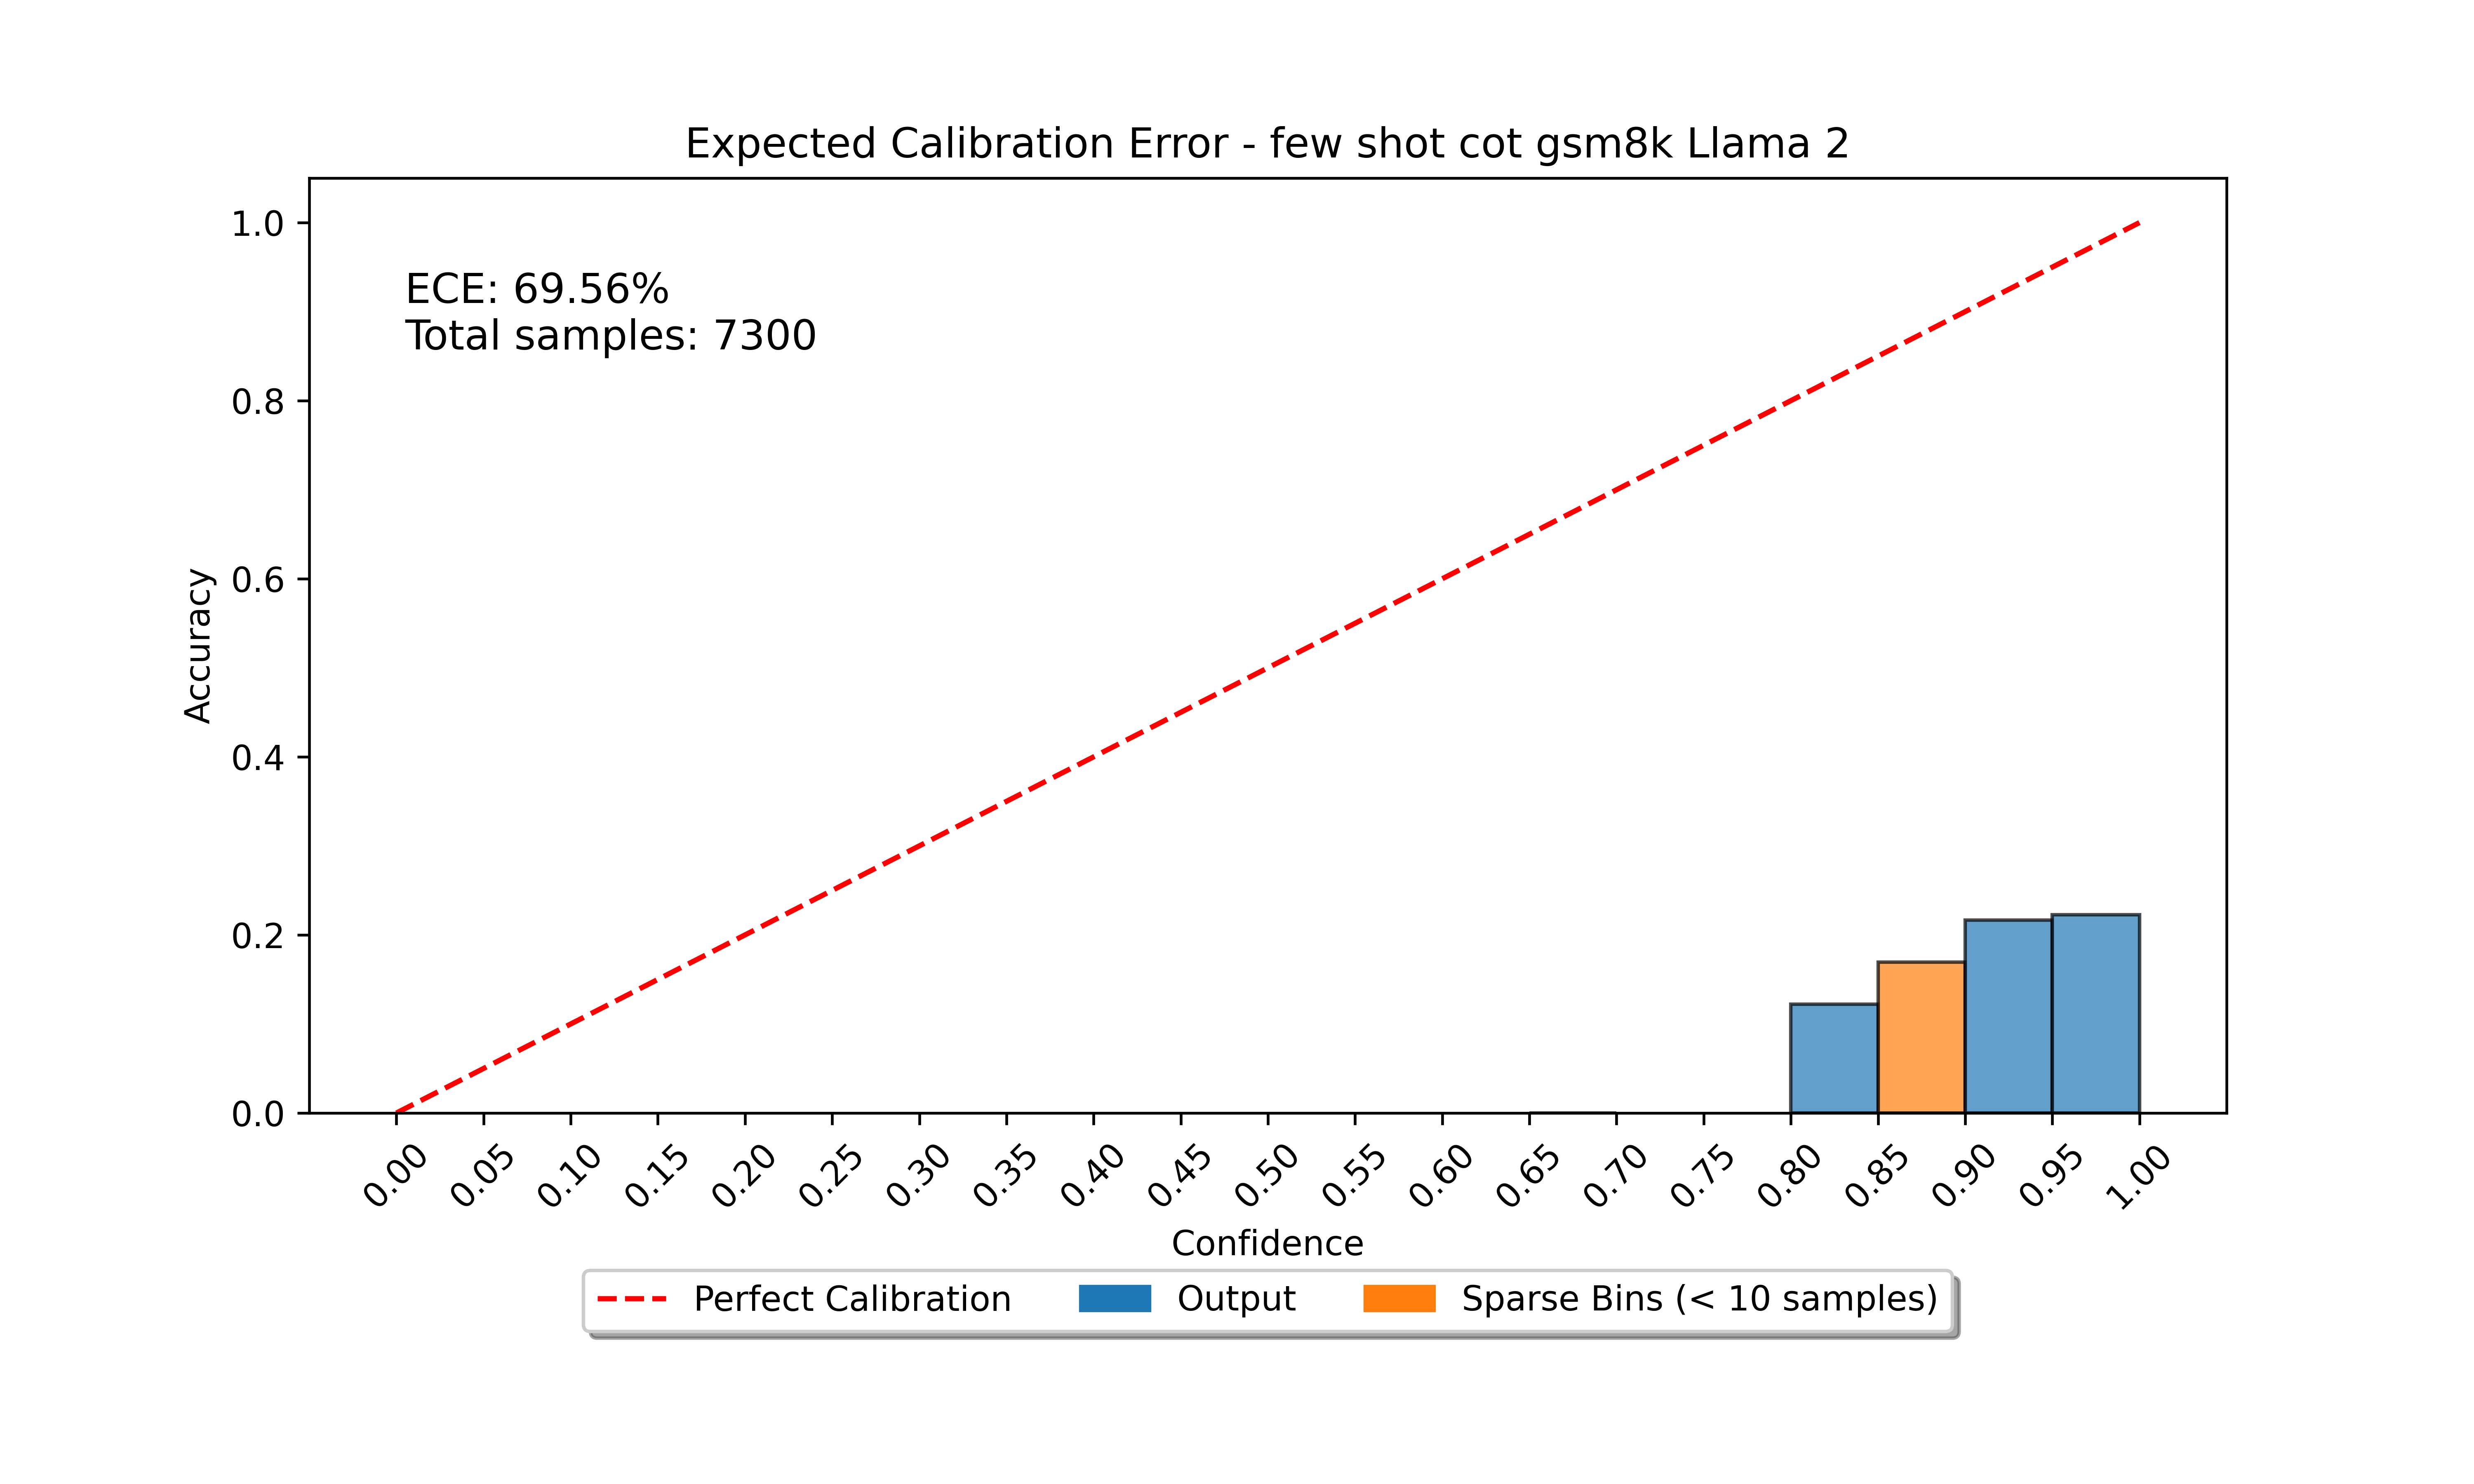 Expected Calibration Error - few shot cot gsm8k Llama 2
ECE: 69.56%
Total samples: 7300
Accuracy
1.0
0.8
0.6
0.4
0.2
0.0
0.00 0.05 0.10 0.15 0.20 0.25 0.30 0.35 0.40 0.45 0.50 0.55 0.60 0.65 0.70 0.75 0.80 0.85 0.90 0.95 1.00
Confidence
Perfect Calibration Output Sparse Bins (< 10 samples)